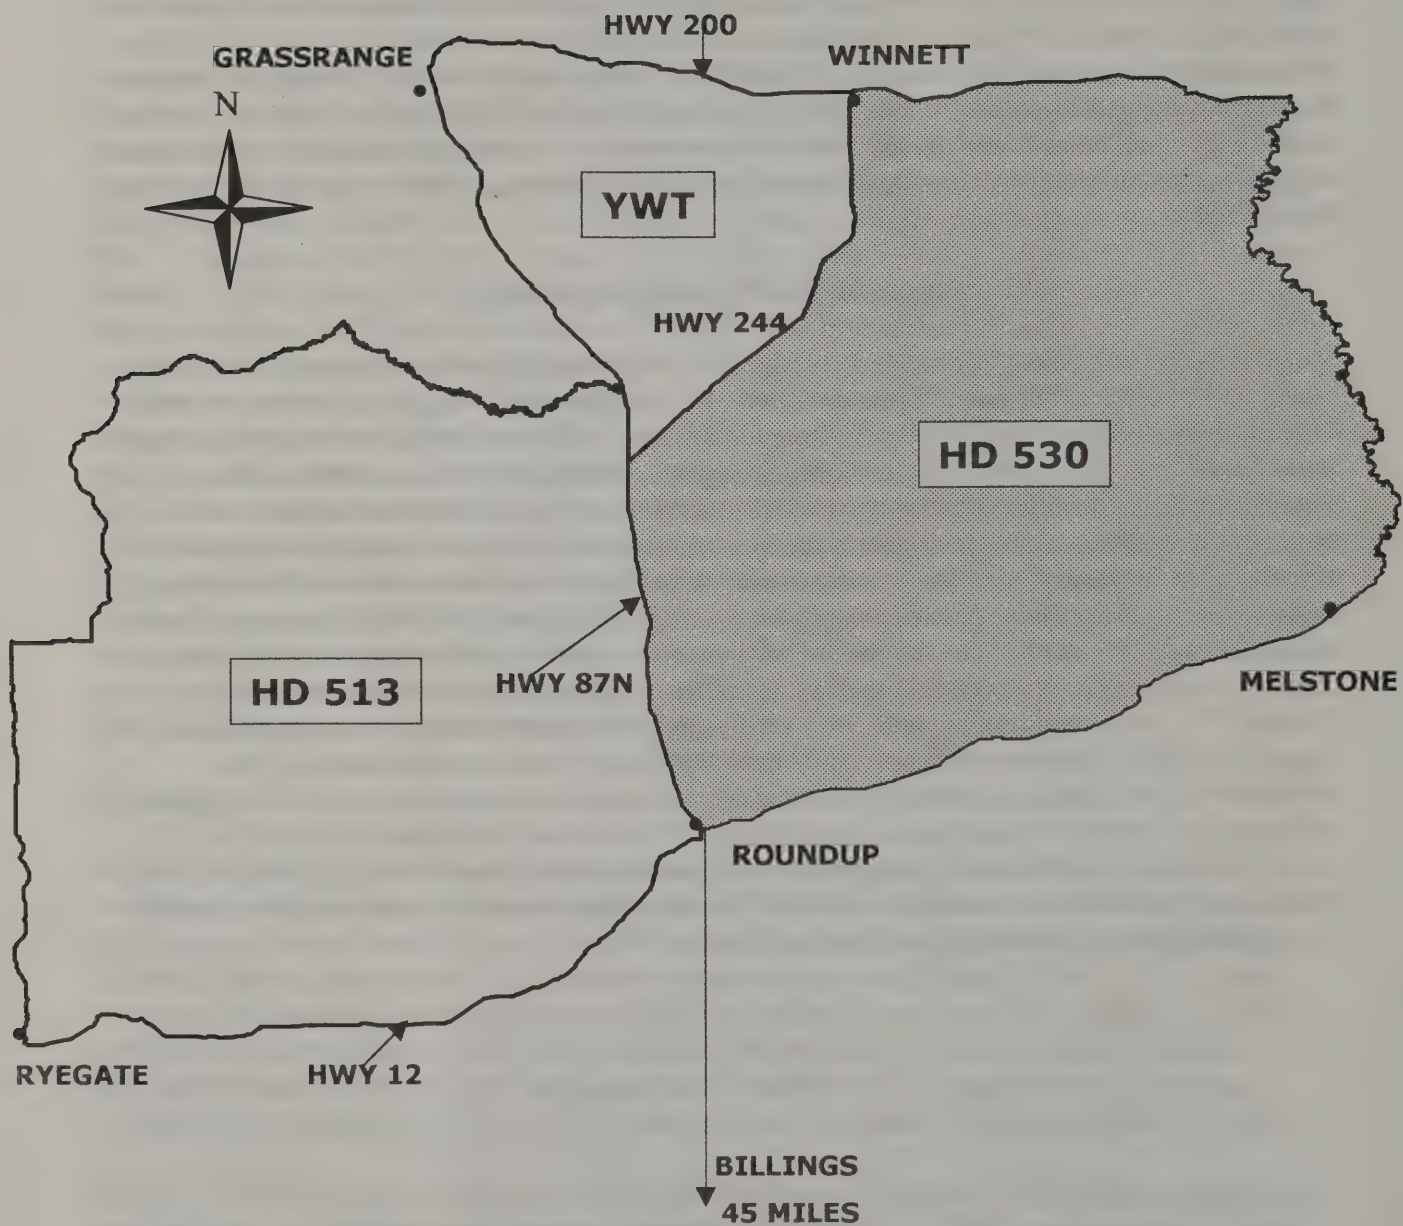 HWY 200
GRASSRANGE
WINNETT
N
YWT
HWY 244
HD 530
HD 513
HWY 87N
MELSTONE
ROUNDUP
RYEGATE
HWY 12
BILLINGS
45 MILES